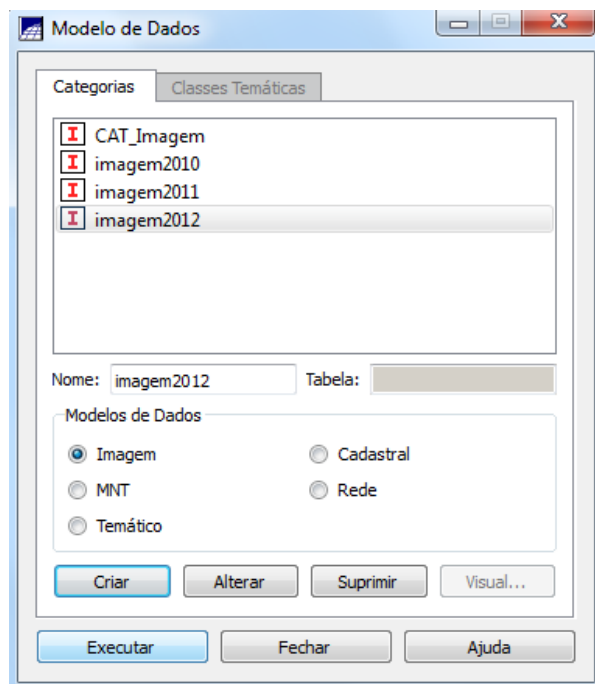 Modelo de Dados
Categorias Classes Temáticas
I CAT_Imagem
I imagem2010
I imagem2011
I imagem2012
Nome: imagem2012 Tabela:
Modelos de Dados
Imagem Cadastral
MNT Rede
Temático
Criar Alterar Suprimir Visual...
Executar Fechar Ajuda